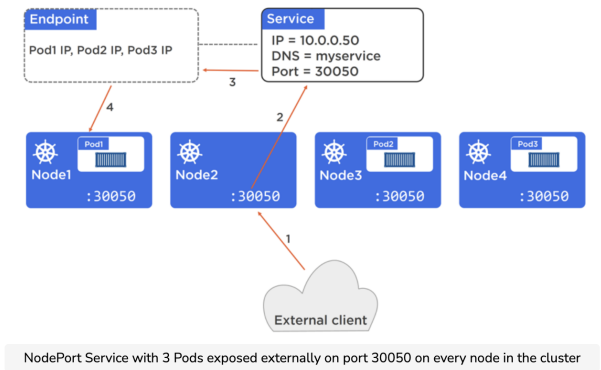 Endpoint
Pod1 IP, Pod2 IP, Pod3 IP
Service
IP = 10.0.0.50
DNS = myservice
Port = 30050
3
4
2
Pod1
Node1
:30050
Node2
:30050
Pod2
Node3
:30050
Pod3
Node4
:30050
1
External client
NodePort Service with 3 Pods exposed externally on port 30050 on every node in the cluster